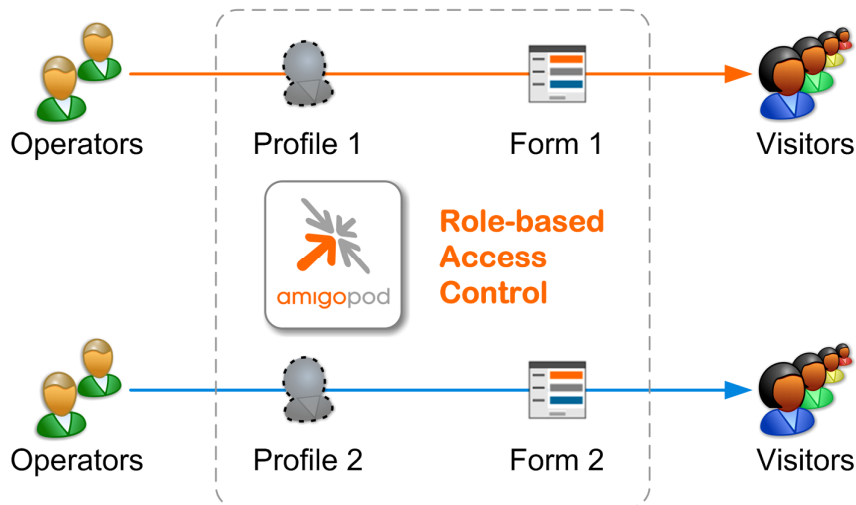 Operators
Profile 1
Form 1
Visitors
amigopod
Role-based
Access
Control
Operators
Profile 2
Form 2
Visitors